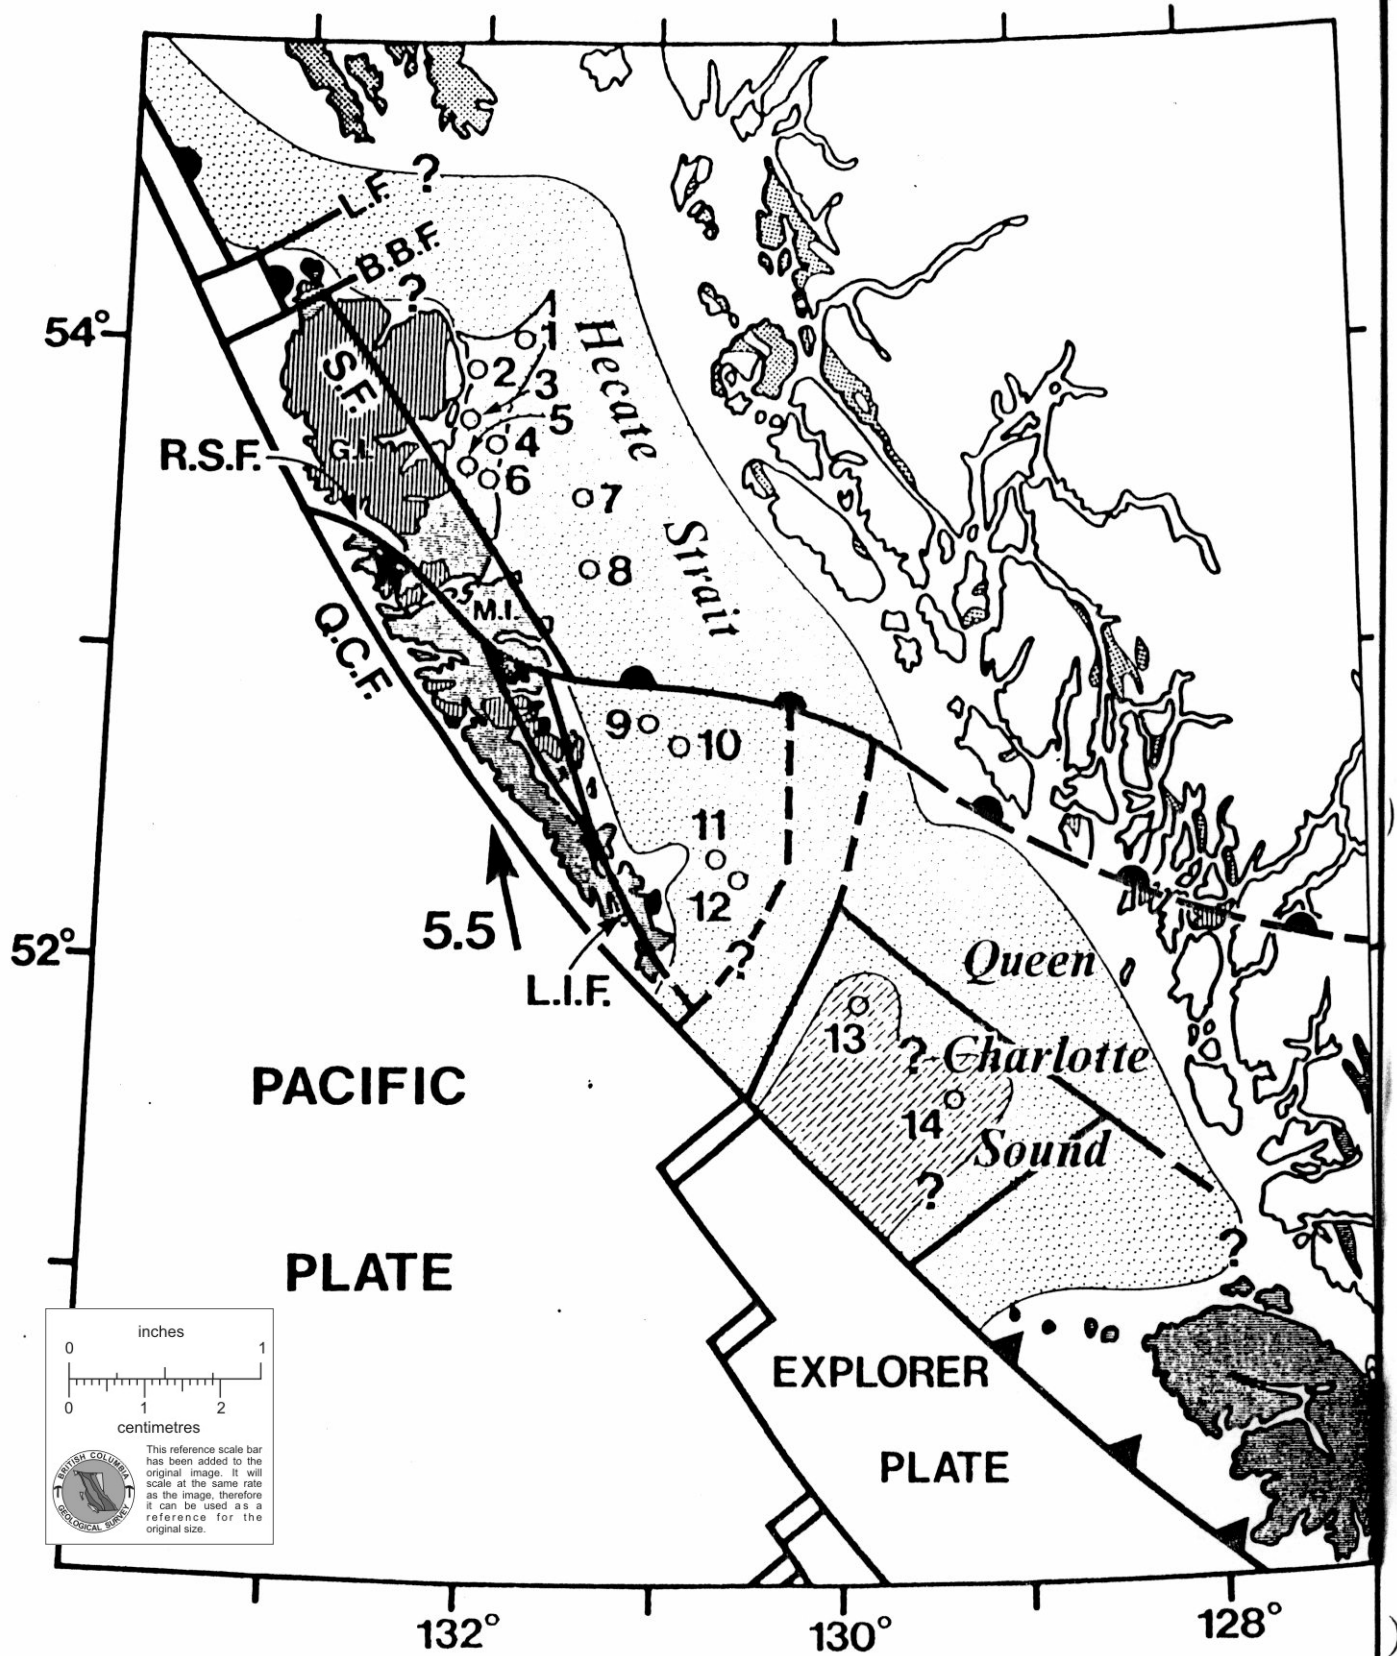 ?
L.F.
B.B.F.
?
54°
Hecate
Strait
1
2
3
5
4
6
7
8
S.F.
G.I.
R.S.F.
M.I.
Q.C.F.
9
10
11
12
5.5
52°
L.I.F.
?
Queen
Charlotte
Sound
13
?
14
?
?
PACIFIC
PLATE
EXPLORER
PLATE
inches
0 1
0 1 2
centimetres
BRITISH COLUMBIA
GEOLOGICAL SURVEY
This reference scale bar
has been added to the
original image. It will
scale at the same rate
as the image, therefore
it can be used as a
reference for the
original size.
132°
130°
128°